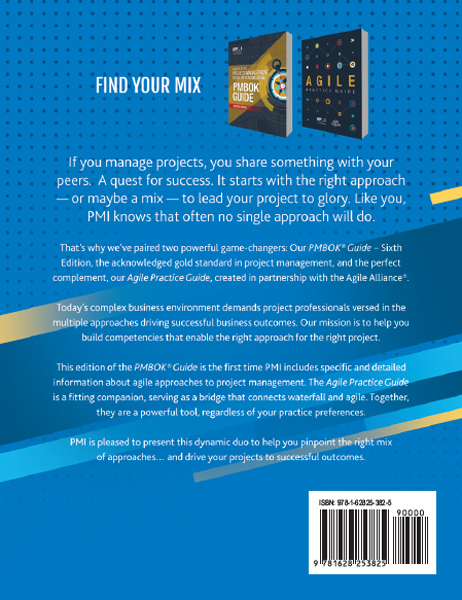 FIND YOUR MIX
PMBOK
GUIDE
AGILE
PRACTICE GUIDE
If you manage projects, you share something with your
peers. A quest for success. It starts with the right approach
— or maybe a mix — to lead your project to glory. Like you,
PMI knows that often no single approach will do.
That's why we've paired two powerful game-changers: Our PMBOK® Guide – Sixth
Edition, the acknowledged gold standard in project management, and the perfect
complement, our Agile Practice Guide, created in partnership with the Agile Alliance®.
Today's complex business environment demands project professionals versed in the
multiple approaches driving successful business outcomes. Our mission is to help you
build competencies that enable the right approach for the right project.
This edition of the PMBOK® Guide is the first time PMI includes specific and detailed
information about agile approaches to project management. The Agile Practice Guide
is a fitting companion, serving as a bridge that connects waterfall and agile. Together,
they are a powerful tool, regardless of your practice preferences.
PMI is pleased to present this dynamic duo to help you pinpoint the right mix
of approaches… and drive your projects to successful outcomes.
ISBN: 978-1-62825-382-5
90000
9 781628 253825